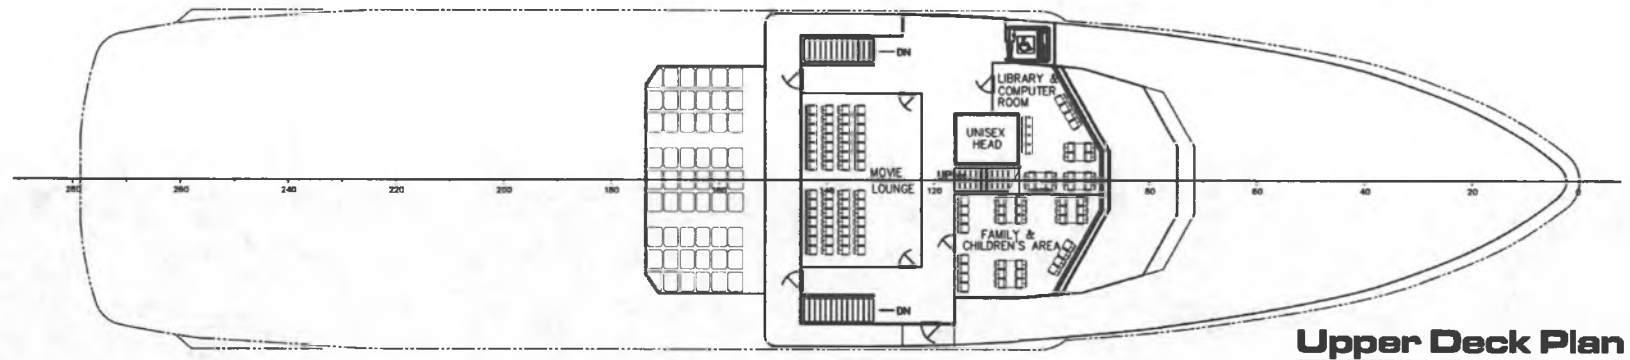 DN
LIBRARY &
COMPUTER
ROOM
UNISEX
HEAD
MOVIE
LOUNGE
UP
280 260 240 220 200 160 120 80 60 40 20 0
FAMILY &
CHILDREN'S AREA
DN
Upper Deck Plan